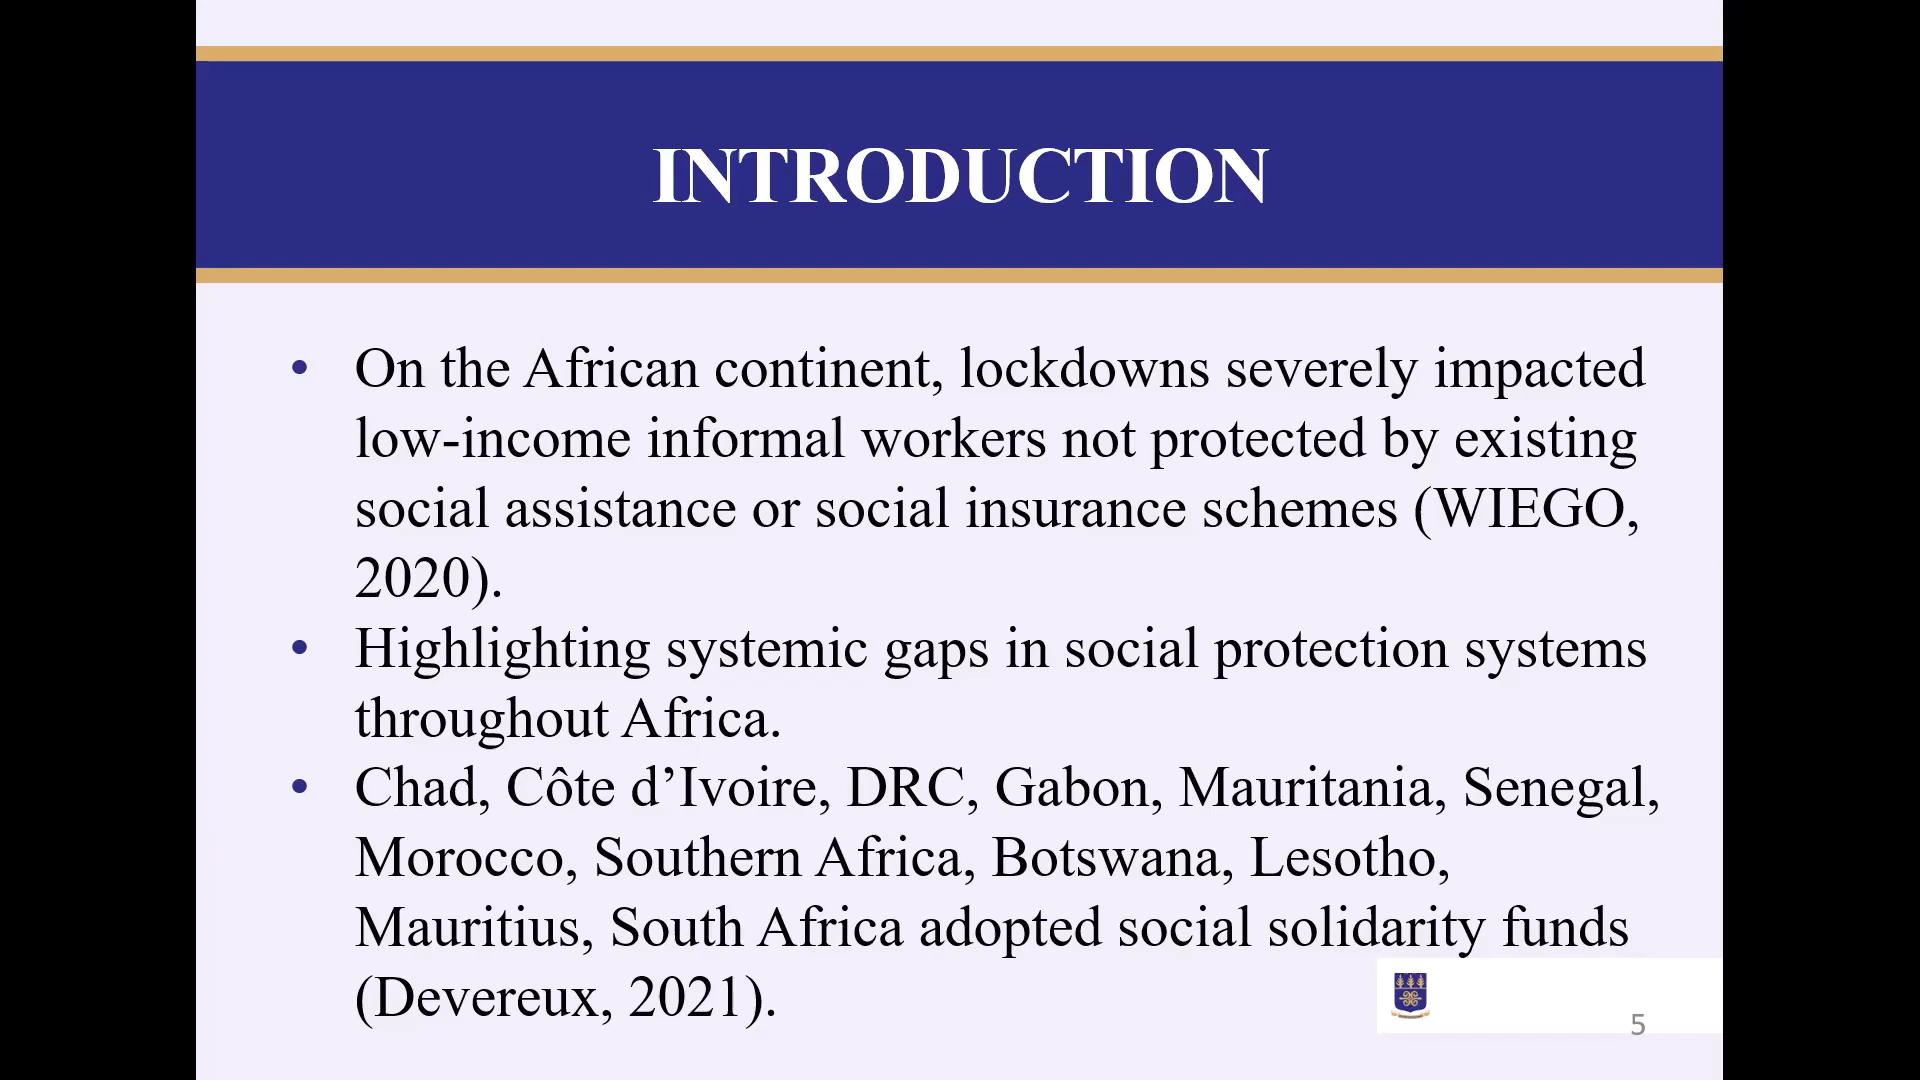 INTRODUCTION
• On the African continent, lockdowns severely impacted
low-income informal workers not protected by existing
social assistance or social insurance schemes (WIEGO,
2020).
• Highlighting systemic gaps in social protection systems
throughout Africa.
• Chad, Côte d’Ivoire, DRC, Gabon, Mauritania, Senegal,
Morocco, Southern Africa, Botswana, Lesotho,
Mauritius, South Africa adopted social solidarity funds
(Devereux, 2021).
5